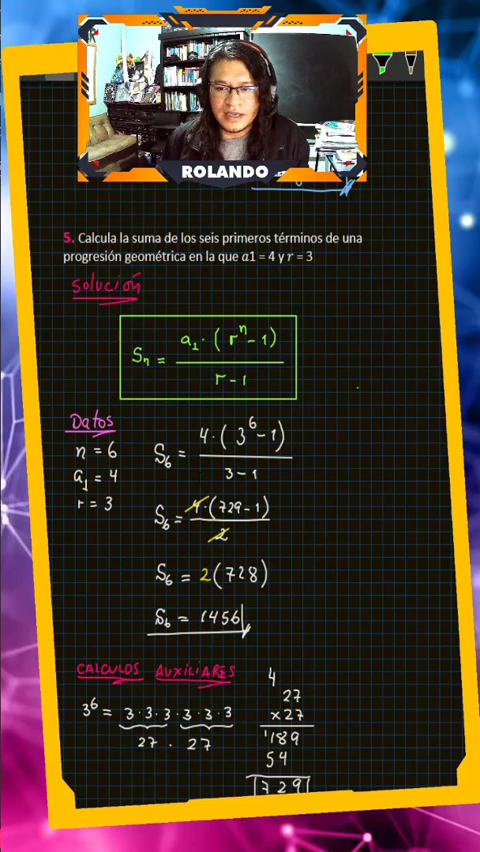 ROLANDO
5. Calcula la suma de los seis primeros términos de una
progresión geométrica en la que a1 = 4 y r = 3
Solución
Sn = a1 · (r^n - 1) / r - 1
Datos
n = 6
a1 = 4
r = 3
S6 = 4 · (3^6 - 1) / 3 - 1
S6 = 4 · (729 - 1) / 2
S6 = 2 (728)
S6 = 1456
CALCULOS AUXILIARES
3^6 = 3·3·3·3·3·3
27 · 27
4
27
x27
189
54
729